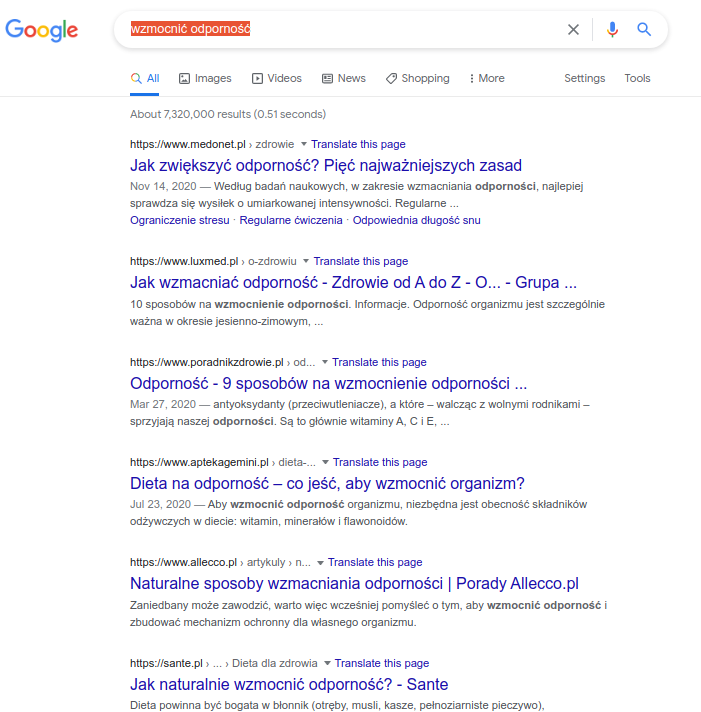 Google
wzmocnić odporność
All Images Videos News Shopping More Settings Tools
About 7,320,000 results (0.51 seconds)
https://www.medonet.pl › zdrowie Translate this page
Jak zwiększyć odporność? Pięć najważniejszych zasad
Nov 14, 2020 — Według badań naukowych, w zakresie wzmacniania odporności, najlepiej
sprawdza się wysiłek o umiarkowanej intensywności. Regularne ...
Ograniczenie stresu · Regularne ćwiczenia · Odpowiednia długość snu
https://www.luxmed.pl › o-zdrowiu Translate this page
Jak wzmacniać odporność - Zdrowie od A do Z - O... - Grupa ...
10 sposobów na wzmocnienie odporności. Informacje. Odporność organizmu jest szczególnie
ważna w okresie jesienno-zimowym, ...
https://www.poradnikzdrowie.pl › od... Translate this page
Odporność - 9 sposobów na wzmocnienie odporności ...
Mar 27, 2020 — antyoksydanty (przeciwutleniacze), a które – walcząc z wolnymi rodnikami –
sprzyjają naszej odporności. Są to głównie witaminy A, C i E, ...
https://www.aptekagemini.pl › dieta-... Translate this page
Dieta na odporność – co jeść, aby wzmocnić organizm?
Jul 23, 2020 — Aby wzmocnić odporność organizmu, niezbędna jest obecność składników
odżywczych w diecie: witamin, minerałów i flawonoidów.
https://www.allecco.pl › artykuly › n... Translate this page
Naturalne sposoby wzmacniania odporności | Porady Allecco.pl
Zaniedbany może zawodzić, warto więc wcześniej pomyśleć o tym, aby wzmocnić odporność i
zbudować mechanizm ochronny dla własnego organizmu.
https://sante.pl › ... › Dieta dla zdrowia Translate this page
Jak naturalnie wzmocnić odporność? - Sante
Dieta powinna być bogata w błonnik (otręby, musli, kasze, pełnoziarniste pieczywo),